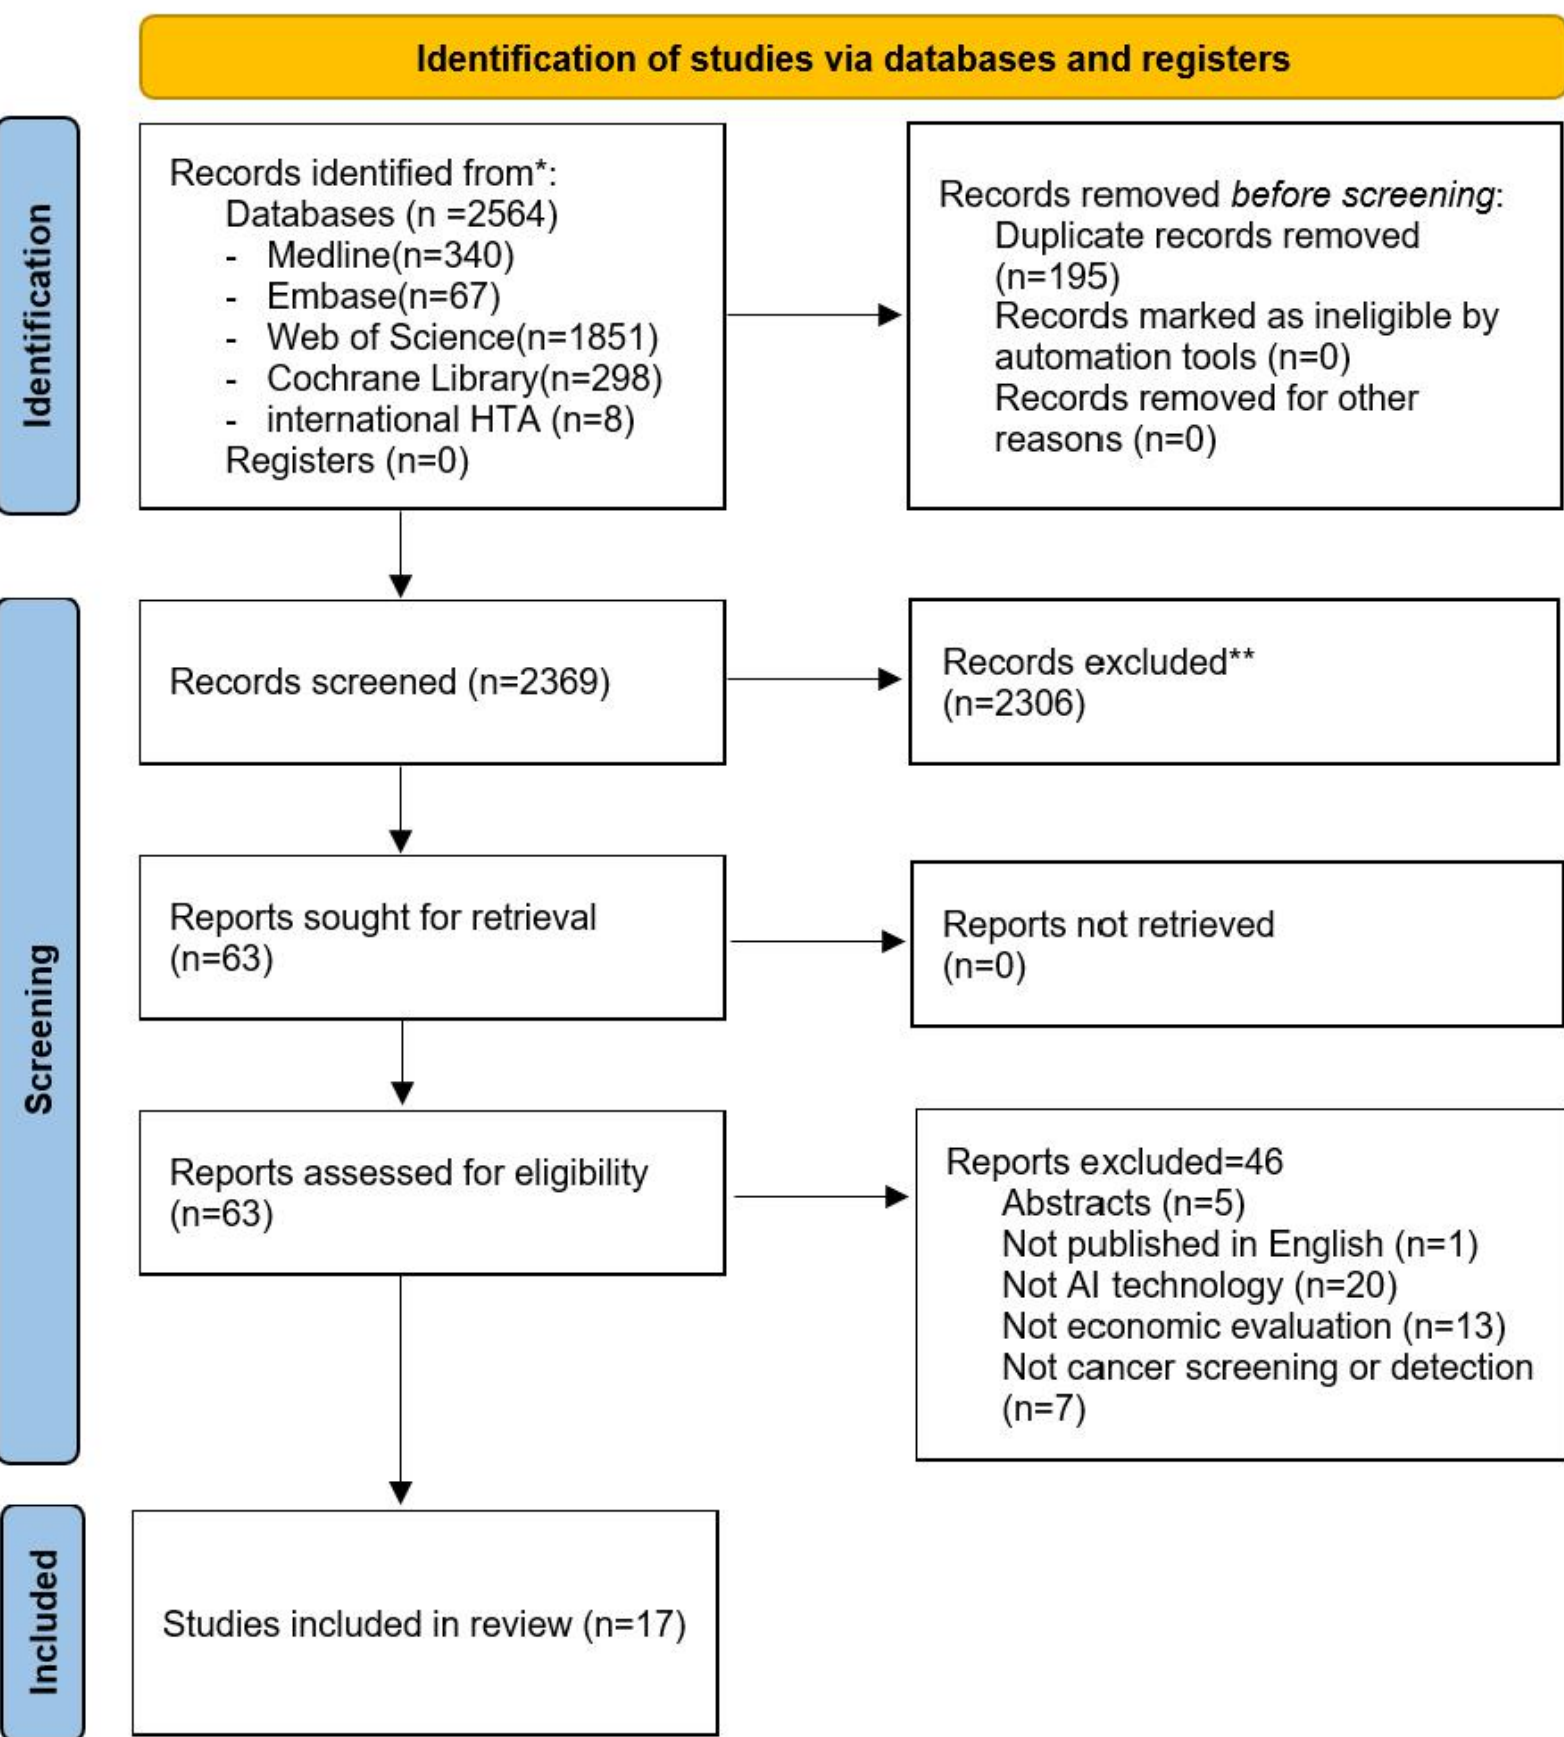 Identification of studies via databases and registers
Identification
Records identified from*:
Databases (n =2564)
- Medline(n=340)
- Embase(n=67)
- Web of Science(n=1851)
- Cochrane Library(n=298)
- international HTA (n=8)
Registers (n=0)
Records removed before screening:
Duplicate records removed
(n=195)
Records marked as ineligible by
automation tools (n=0)
Records removed for other
reasons (n=0)
Screening
Records screened (n=2369)
Records excluded**
(n=2306)
Reports sought for retrieval
(n=63)
Reports not retrieved
(n=0)
Reports assessed for eligibility
(n=63)
Reports excluded=46
Abstracts (n=5)
Not published in English (n=1)
Not AI technology (n=20)
Not economic evaluation (n=13)
Not cancer screening or detection
(n=7)
Included
Studies included in review (n=17)